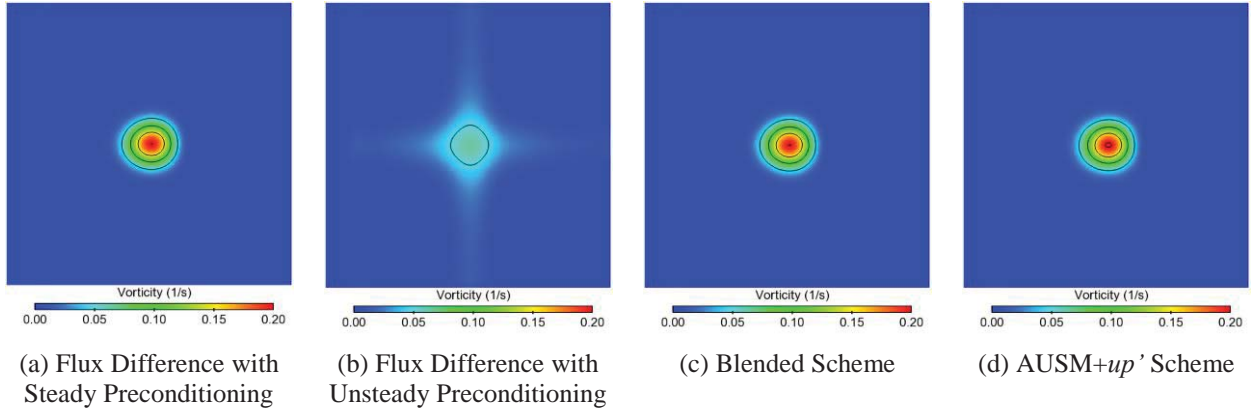 Vorticity (1/s)
0.00 0.05 0.10 0.15 0.20
(a) Flux Difference with
Steady Preconditioning
Vorticity (1/s)
0.00 0.05 0.10 0.15 0.20
(b) Flux Difference with
Unsteady Preconditioning
Vorticity (1/s)
0.00 0.05 0.10 0.15 0.20
(c) Blended Scheme
Vorticity (1/s)
0.00 0.05 0.10 0.15 0.20
(d) AUSM+up’ Scheme